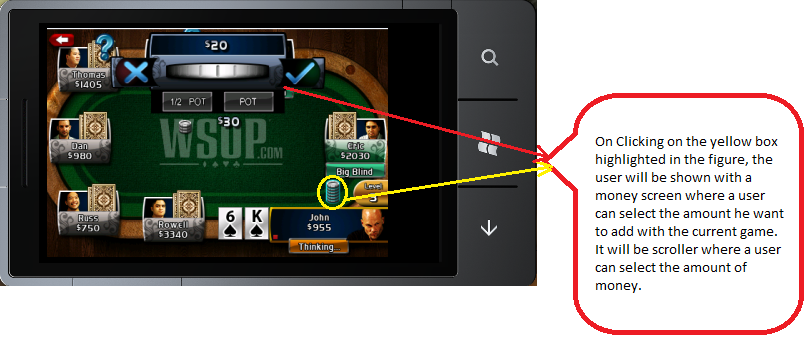 $20
Thomas
$1405
1/2 POT
POT
$30
WSOP
.COM
Dan
$980
Eric
$2030
Big Blind
Level
Russ
$750
Rowell
$3340
6
K
John
$955
Thinking...
On Clicking on the yellow box
highlighted in the figure, the
user will be shown with a
money screen where a user
can select the amount he want
to add with the current game.
It will be scroller where a user
can select the amount of
money.